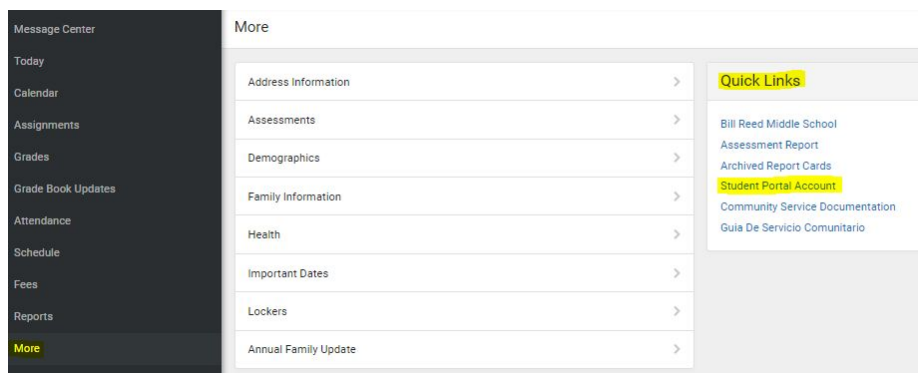 Message Center
Today
Calendar
Assignments
Grades
Grade Book Updates
Attendance
Schedule
Fees
Reports
More
More
Address Information
Assessments
Demographics
Family Information
Health
Important Dates
Lockers
Annual Family Update
Quick Links
Bill Reed Middle School
Assessment Report
Archived Report Cards
Student Portal Account
Community Service Documentation
Guia De Servicio Comunitario